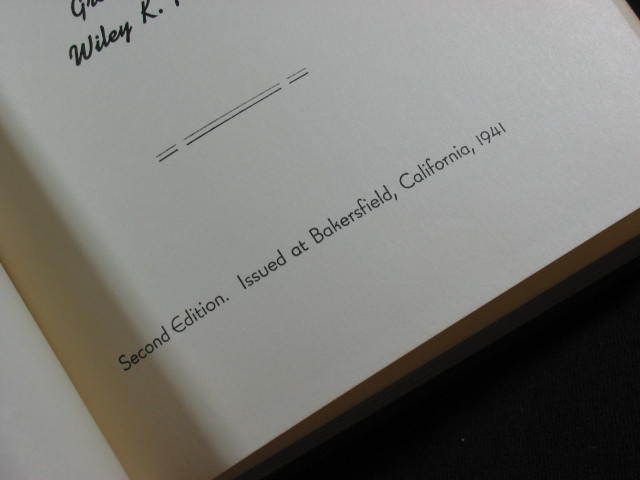 Wiley K.
Second Edition. Issued at Bakersfield, California, 1941